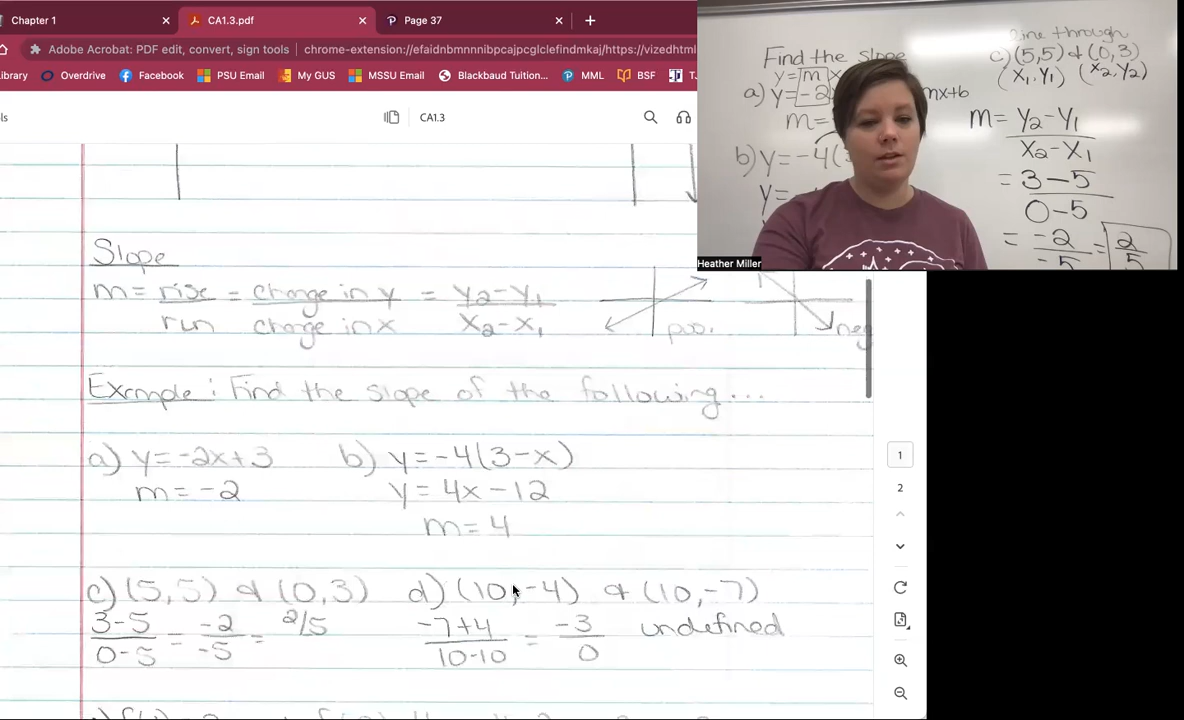 Chapter 1
CA1.3.pdf
Page 37
Adobe Acrobat: PDF edit, convert, sign tools
chrome-extension://efaidnbmnnnibpcajpcglclefindmkaj/https://vizedhtml
Library
Overdrive
Facebook
PSU Email
My GUS
MSSU Email
Blackbaud Tuition...
MML
BSF
CA1.3
Slope
m = rise/run = change in y/change in x = y2-y1/x2-x1
pos.
neg
Example: Find the slope of the following...
a) y=-2x+3
m=-2
b) y=-4(3-x)
y=4x-12
m=4
c) (5,5) & (0,3)
3-5/0-5 = -2/-5 = 2/5
d) (10,-4) & (10,-7)
-7+4/10-10 = -3/0 undefined
1
2
Find the slope
y=m
a) y=-2
mx+b
m=
b) y=-4(3
y=
line through
c) (5,5) & (0,3)
(x1,y1) (x2,y2)
m = y2-y1/x2-x1
= 3-5/0-5
= -2/-5 = 2/5
Heather Miller